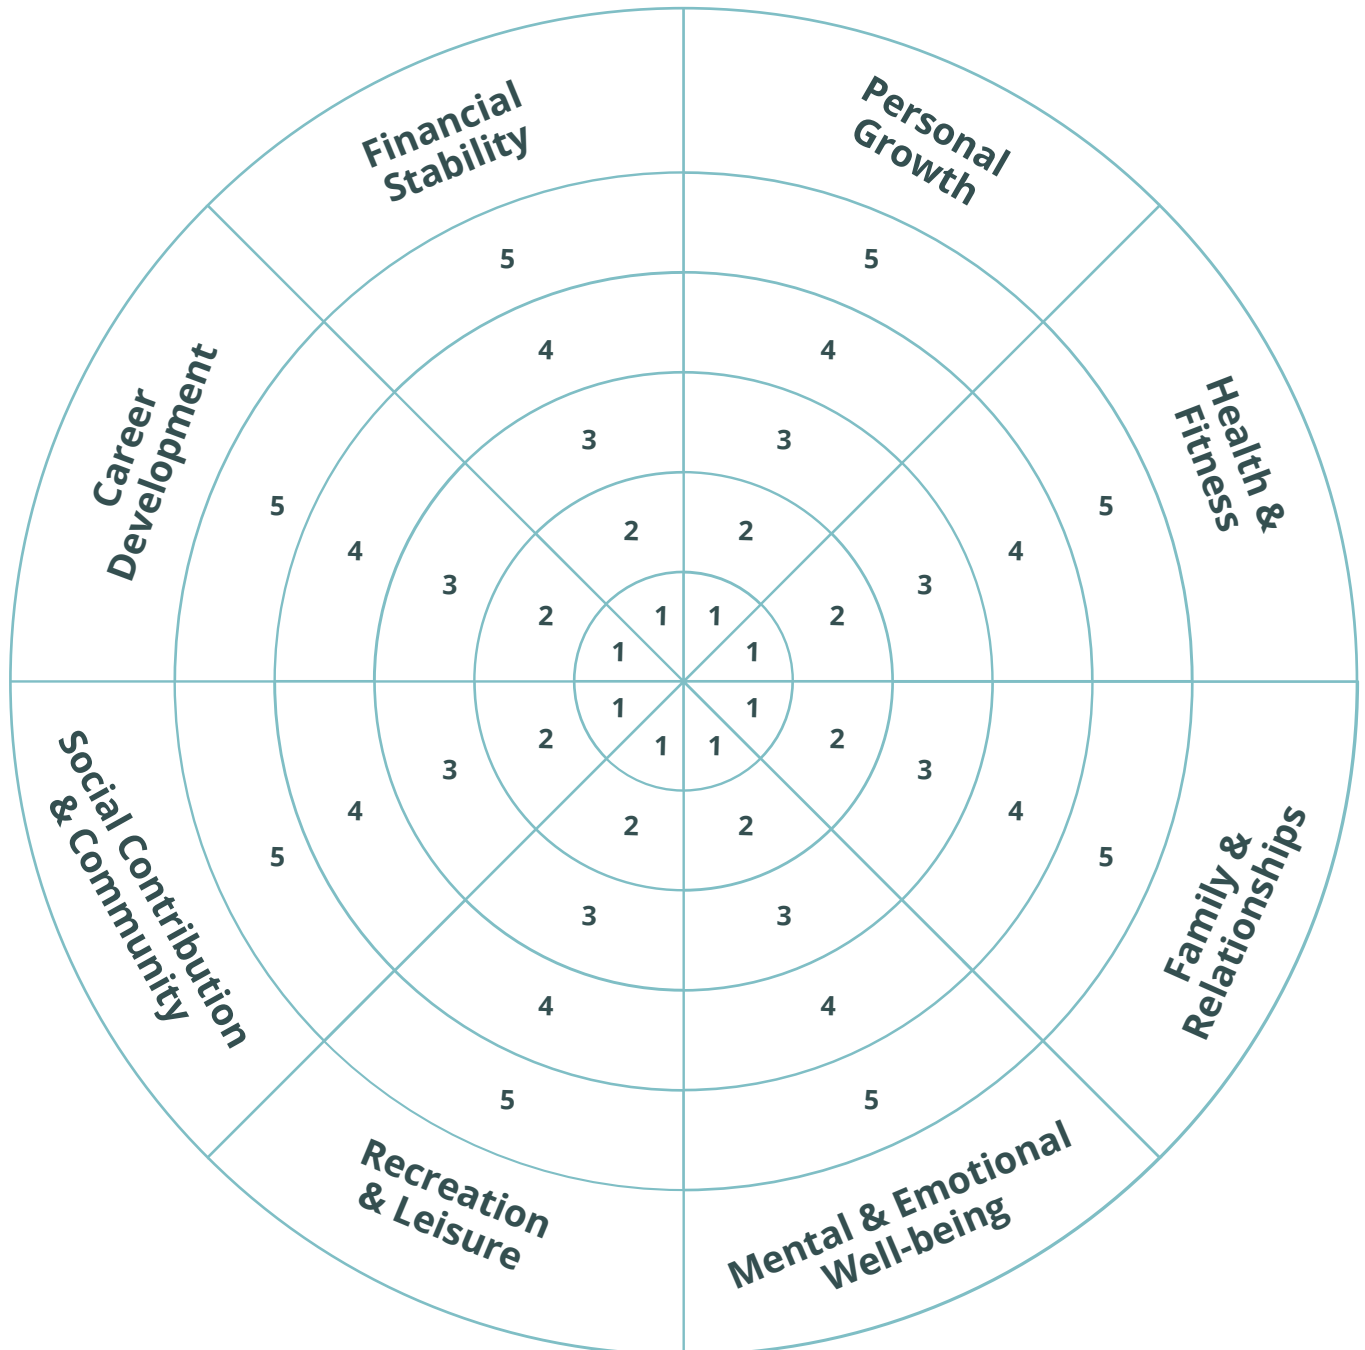 Financial
Stability
Personal
Growth
5 5
4 4
Career
Development
Health &
Fitness
3 3
5 5
2 2
4 4
3 3
2 1 1 2
1 1
1 1
2 1 1 2
3 3
4 4
2 2
5 5
Social Contribution
& Community
Family &
Relationships
3 3
4 4
5 5
Recreation
& Leisure
Mental & Emotional
Well-being